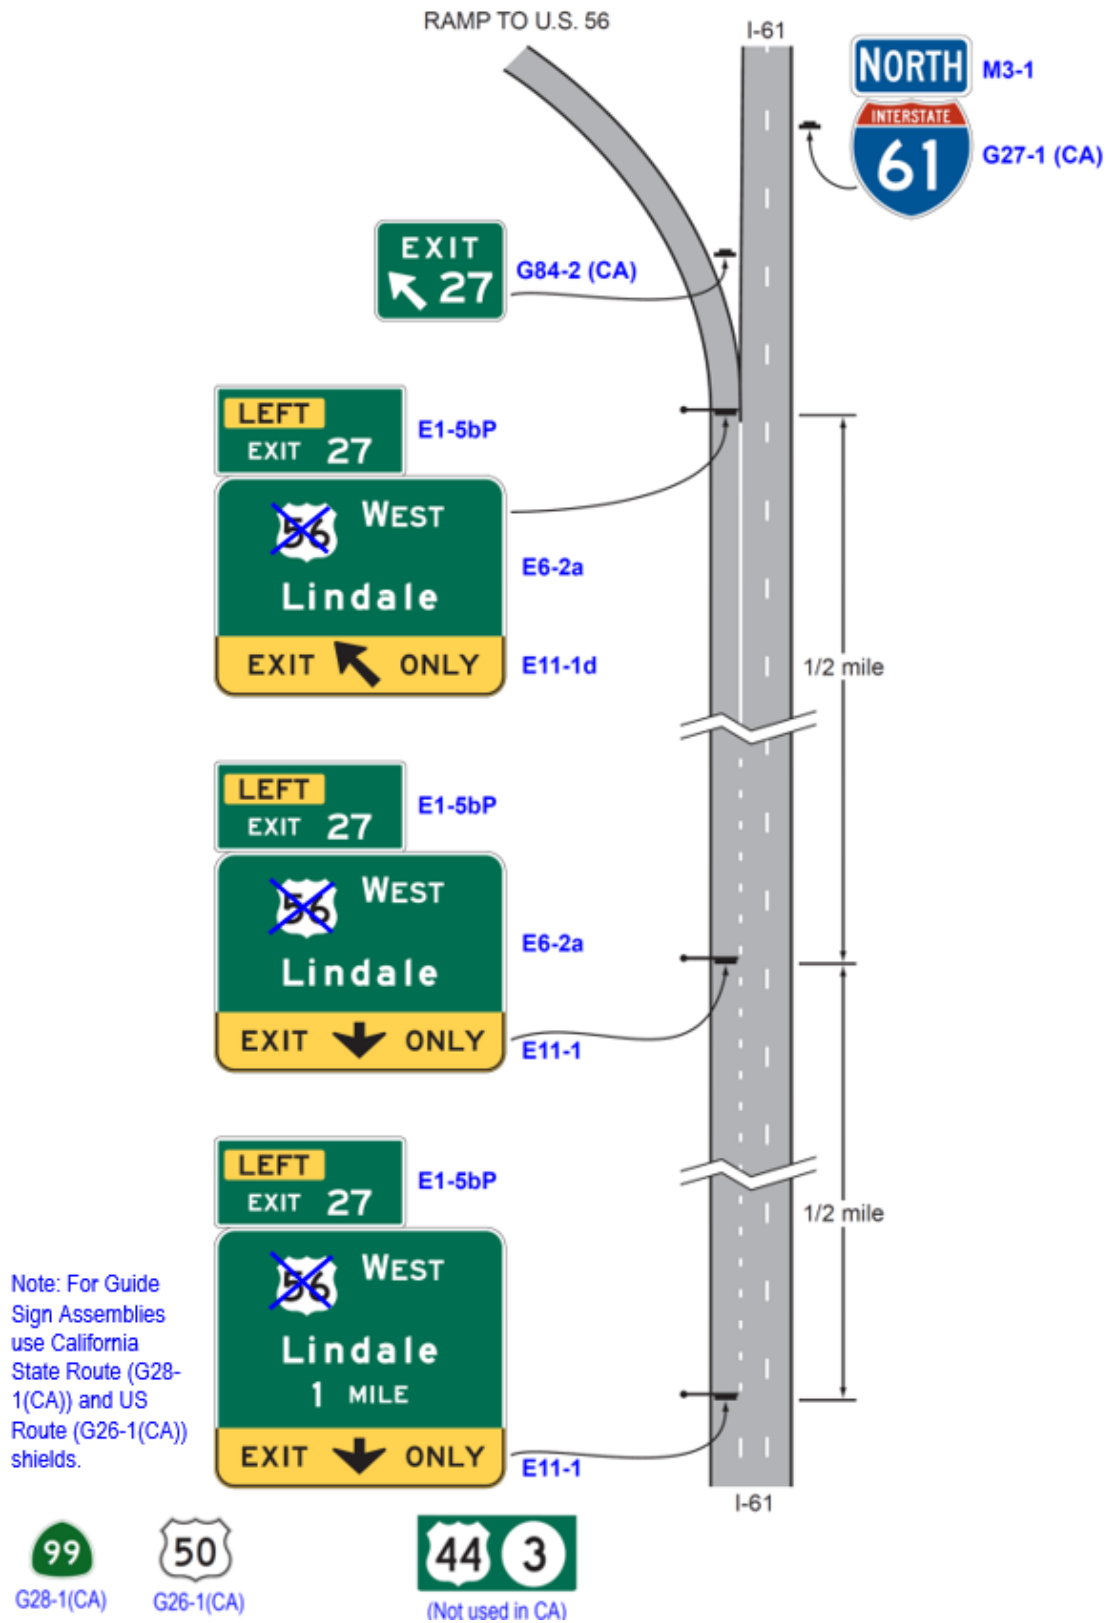 RAMP TO U.S. 56
I-61
NORTH
M3-1
INTERSTATE
61
G27-1 (CA)
EXIT
27
G84-2 (CA)
LEFT
EXIT 27
E1-5bP
56 WEST
Lindale
E6-2a
EXIT ONLY
E11-1d
1/2 mile
LEFT
EXIT 27
E1-5bP
56 WEST
Lindale
E6-2a
EXIT ONLY
E11-1
LEFT
EXIT 27
E1-5bP
1/2 mile
56 WEST
Lindale
1 MILE
EXIT ONLY
E11-1
I-61
Note: For Guide
Sign Assemblies
use California
State Route (G28-
1(CA)) and US
Route (G26-1(CA))
shields.
99
G28-1(CA)
50
G26-1(CA)
44 3
(Not used in CA)